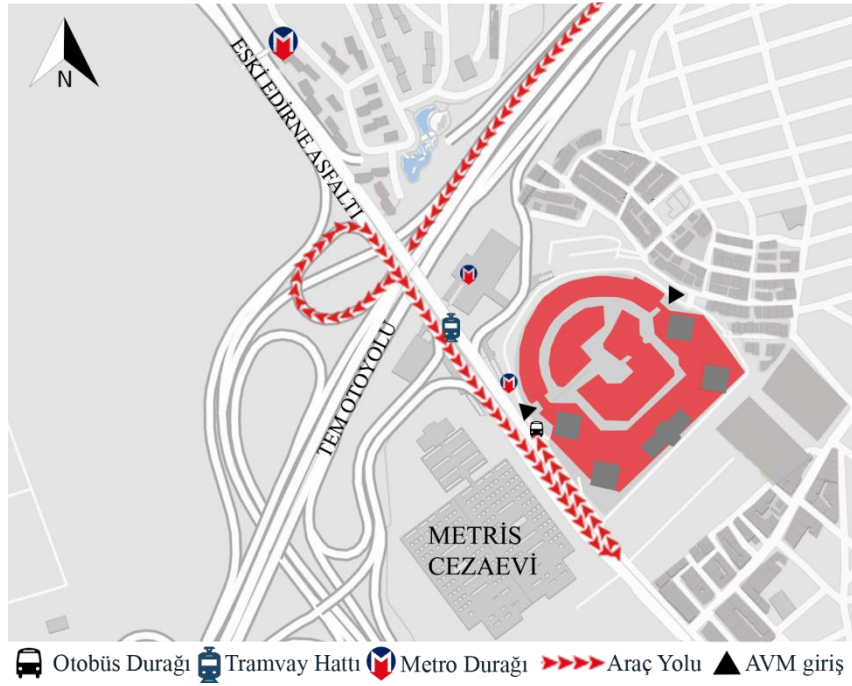 N
ESKİ EDİRNE ASFALTI
TEM OTOYOLU
METRİS
CEZAEVİ
Otobüs Durağı Tramvay Hattı Metro Durağı Araç Yolu AVM giriş